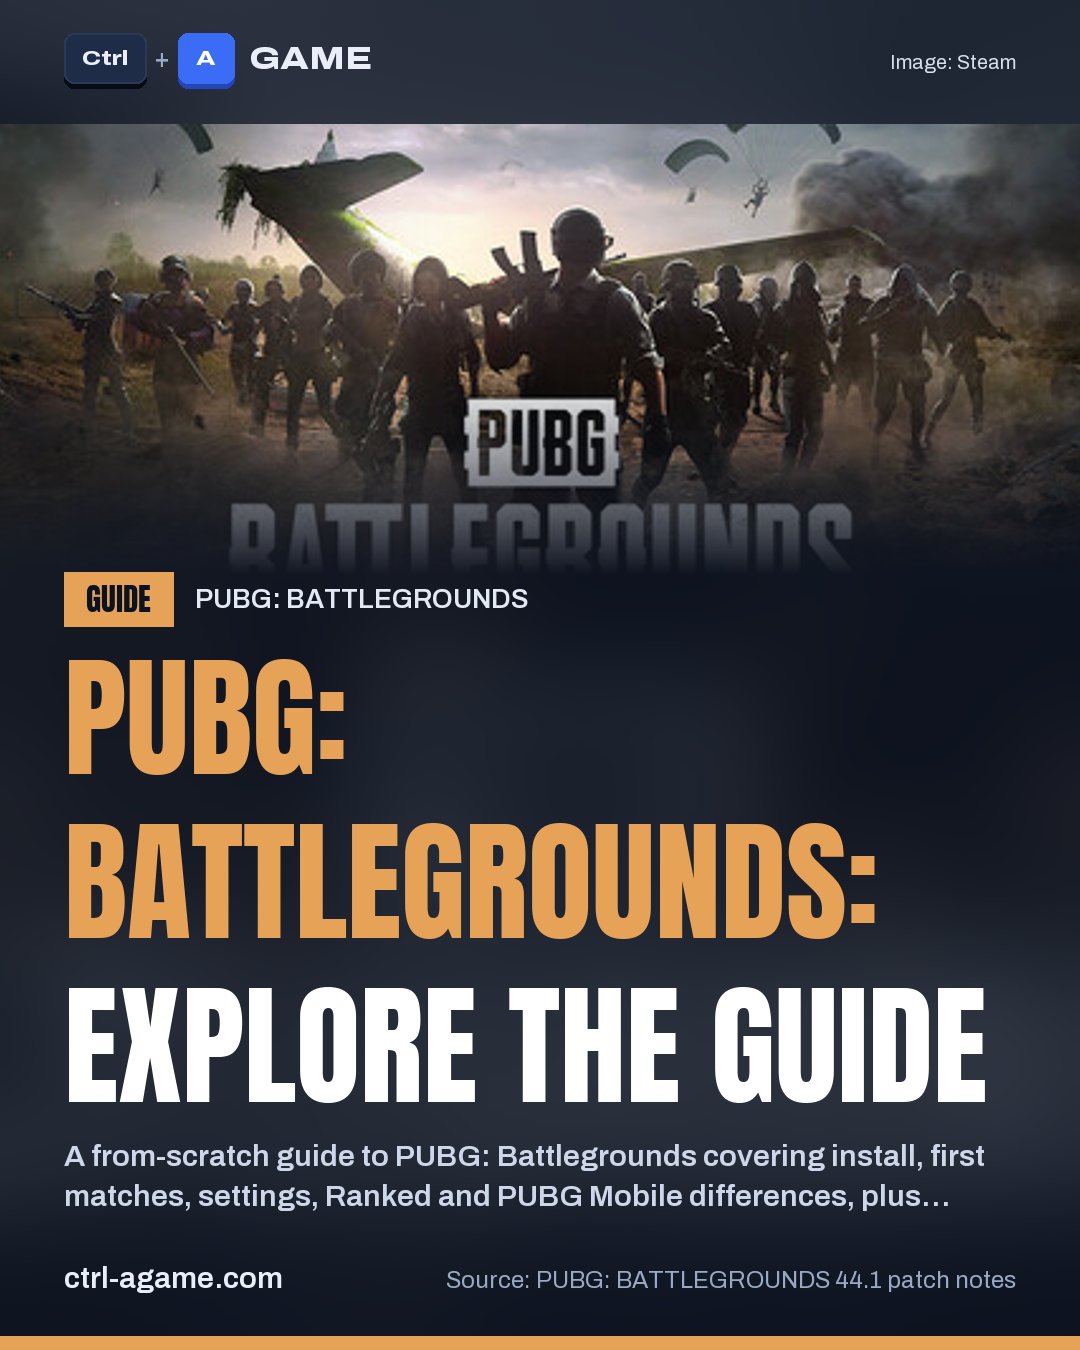 Ctrl + A GAME
Image: Steam
PUBG
BATTLEGROUNDS
GUIDE PUBG: BATTLEGROUNDS
PUBG:
BATTLEGROUNDS:
EXPLORE THE GUIDE
A from-scratch guide to PUBG: Battlegrounds covering install, first
matches, settings, Ranked and PUBG Mobile differences, plus...
ctrl-agame.com
Source: PUBG: BATTLEGROUNDS 44.1 patch notes